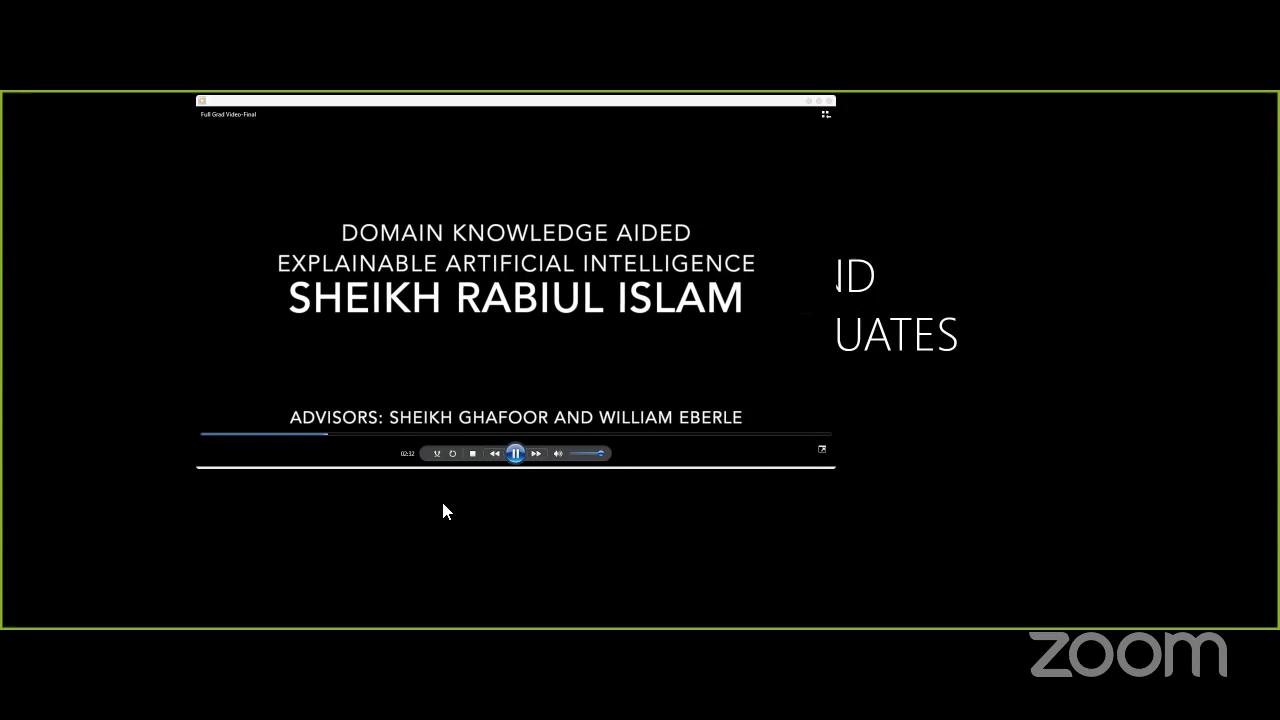 Full Grad Video-Final
DOMAIN KNOWLEDGE AIDED
EXPLAINABLE ARTIFICIAL INTELLIGENCE
SHEIKH RABIUL ISLAM
ND
UATES
ADVISORS: SHEIKH GHAFOOR AND WILLIAM EBERLE
02:32
zoom